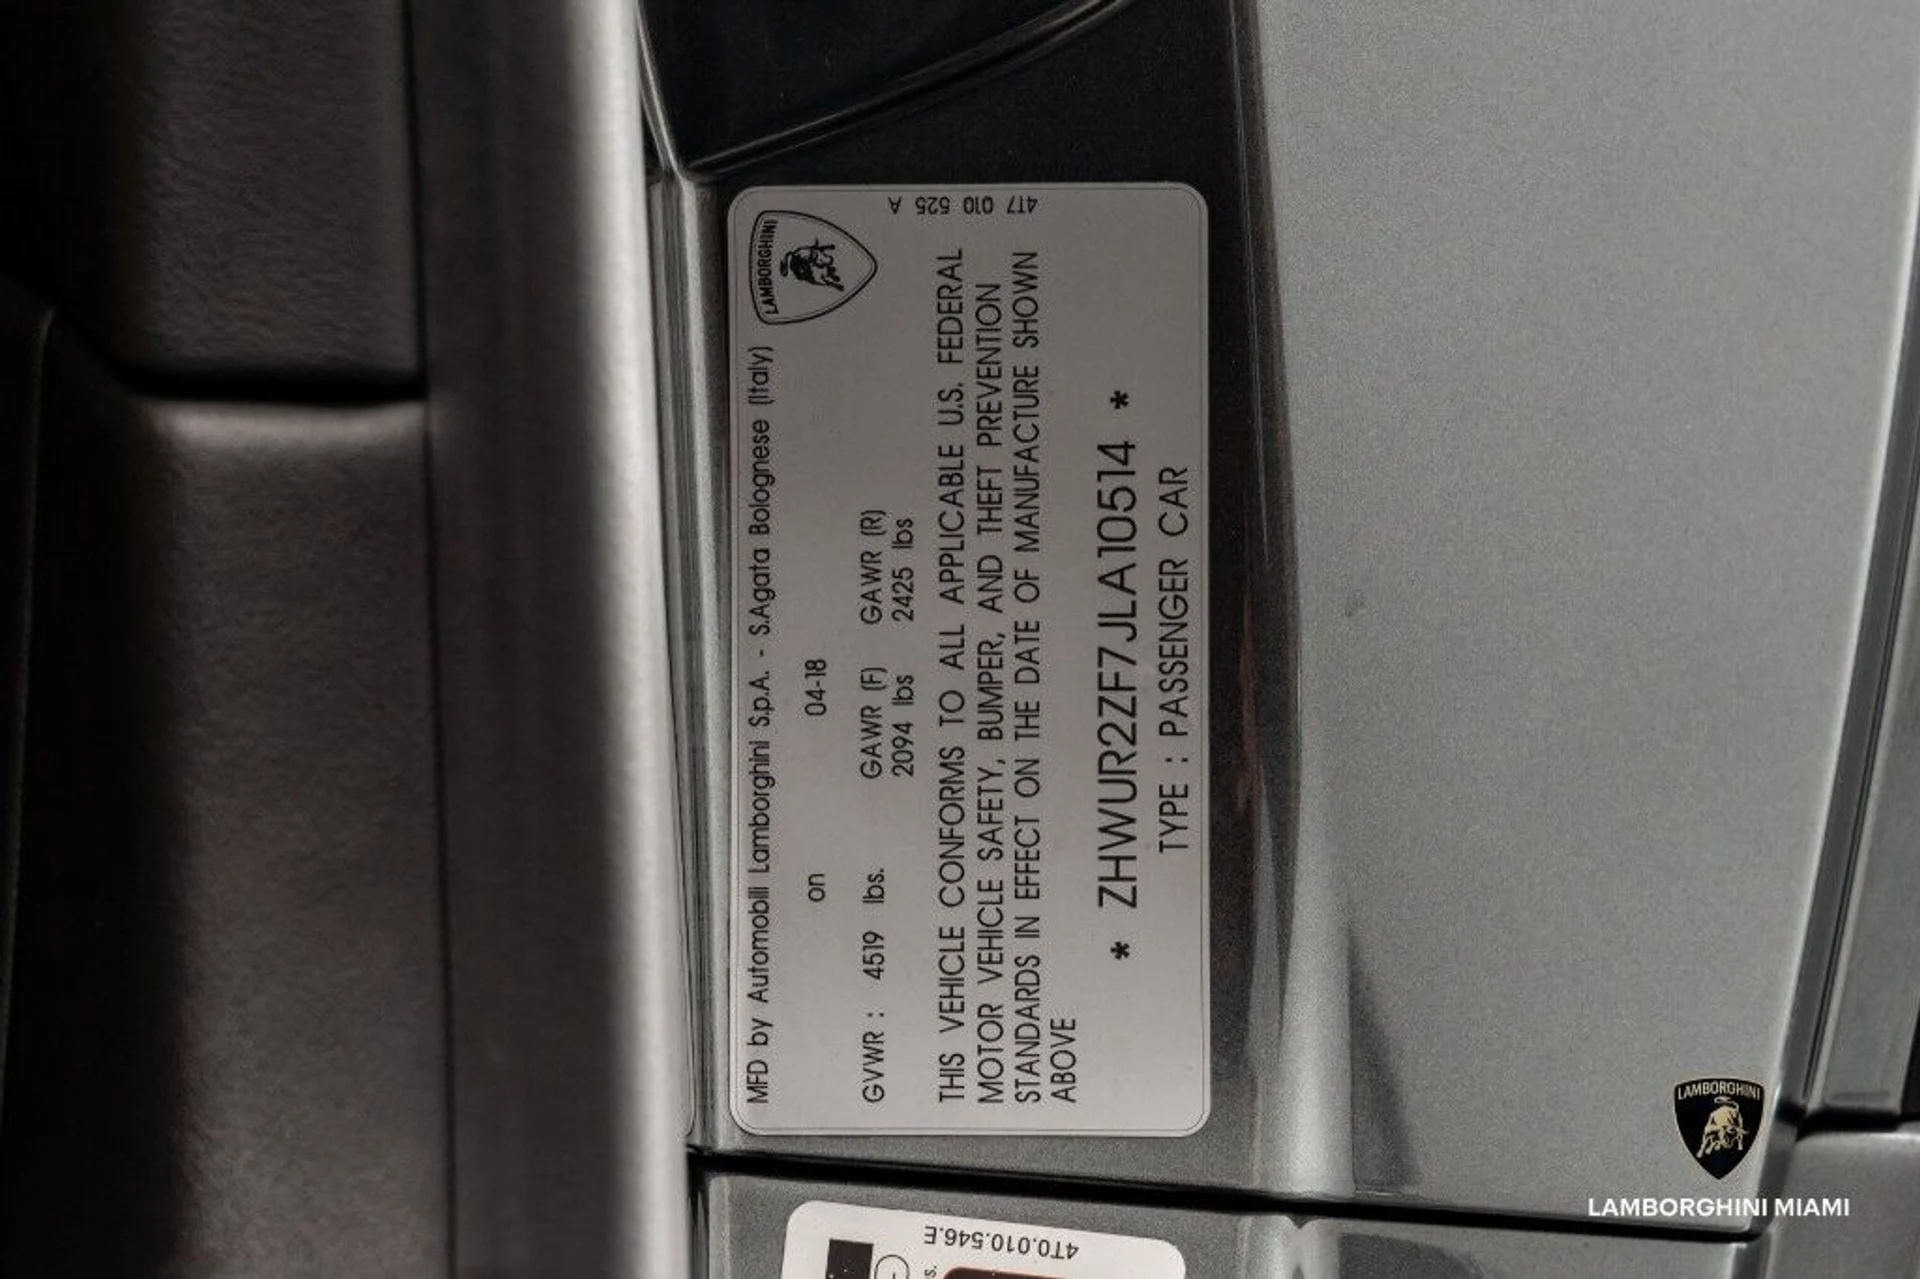 LAMBORGHINI
MFD by Automobili Lamborghini S.p.A. - S.Agata Bolognese (Italy)
on 04-18
GVWR : 4519 lbs. GAWR (F) GAWR (R)
2094 lbs 2425 lbs
THIS VEHICLE CONFORMS TO ALL APPLICABLE U.S. FEDERAL
MOTOR VEHICLE SAFETY, BUMPER, AND THEFT PREVENTION
STANDARDS IN EFFECT ON THE DATE OF MANUFACTURE SHOWN
ABOVE
* ZHWUR2ZF7JLA10514 *
TYPE : PASSENGER CAR
4T7 010 525 A
4T0.010.546.E
LAMBORGHINI
LAMBORGHINI MIAMI